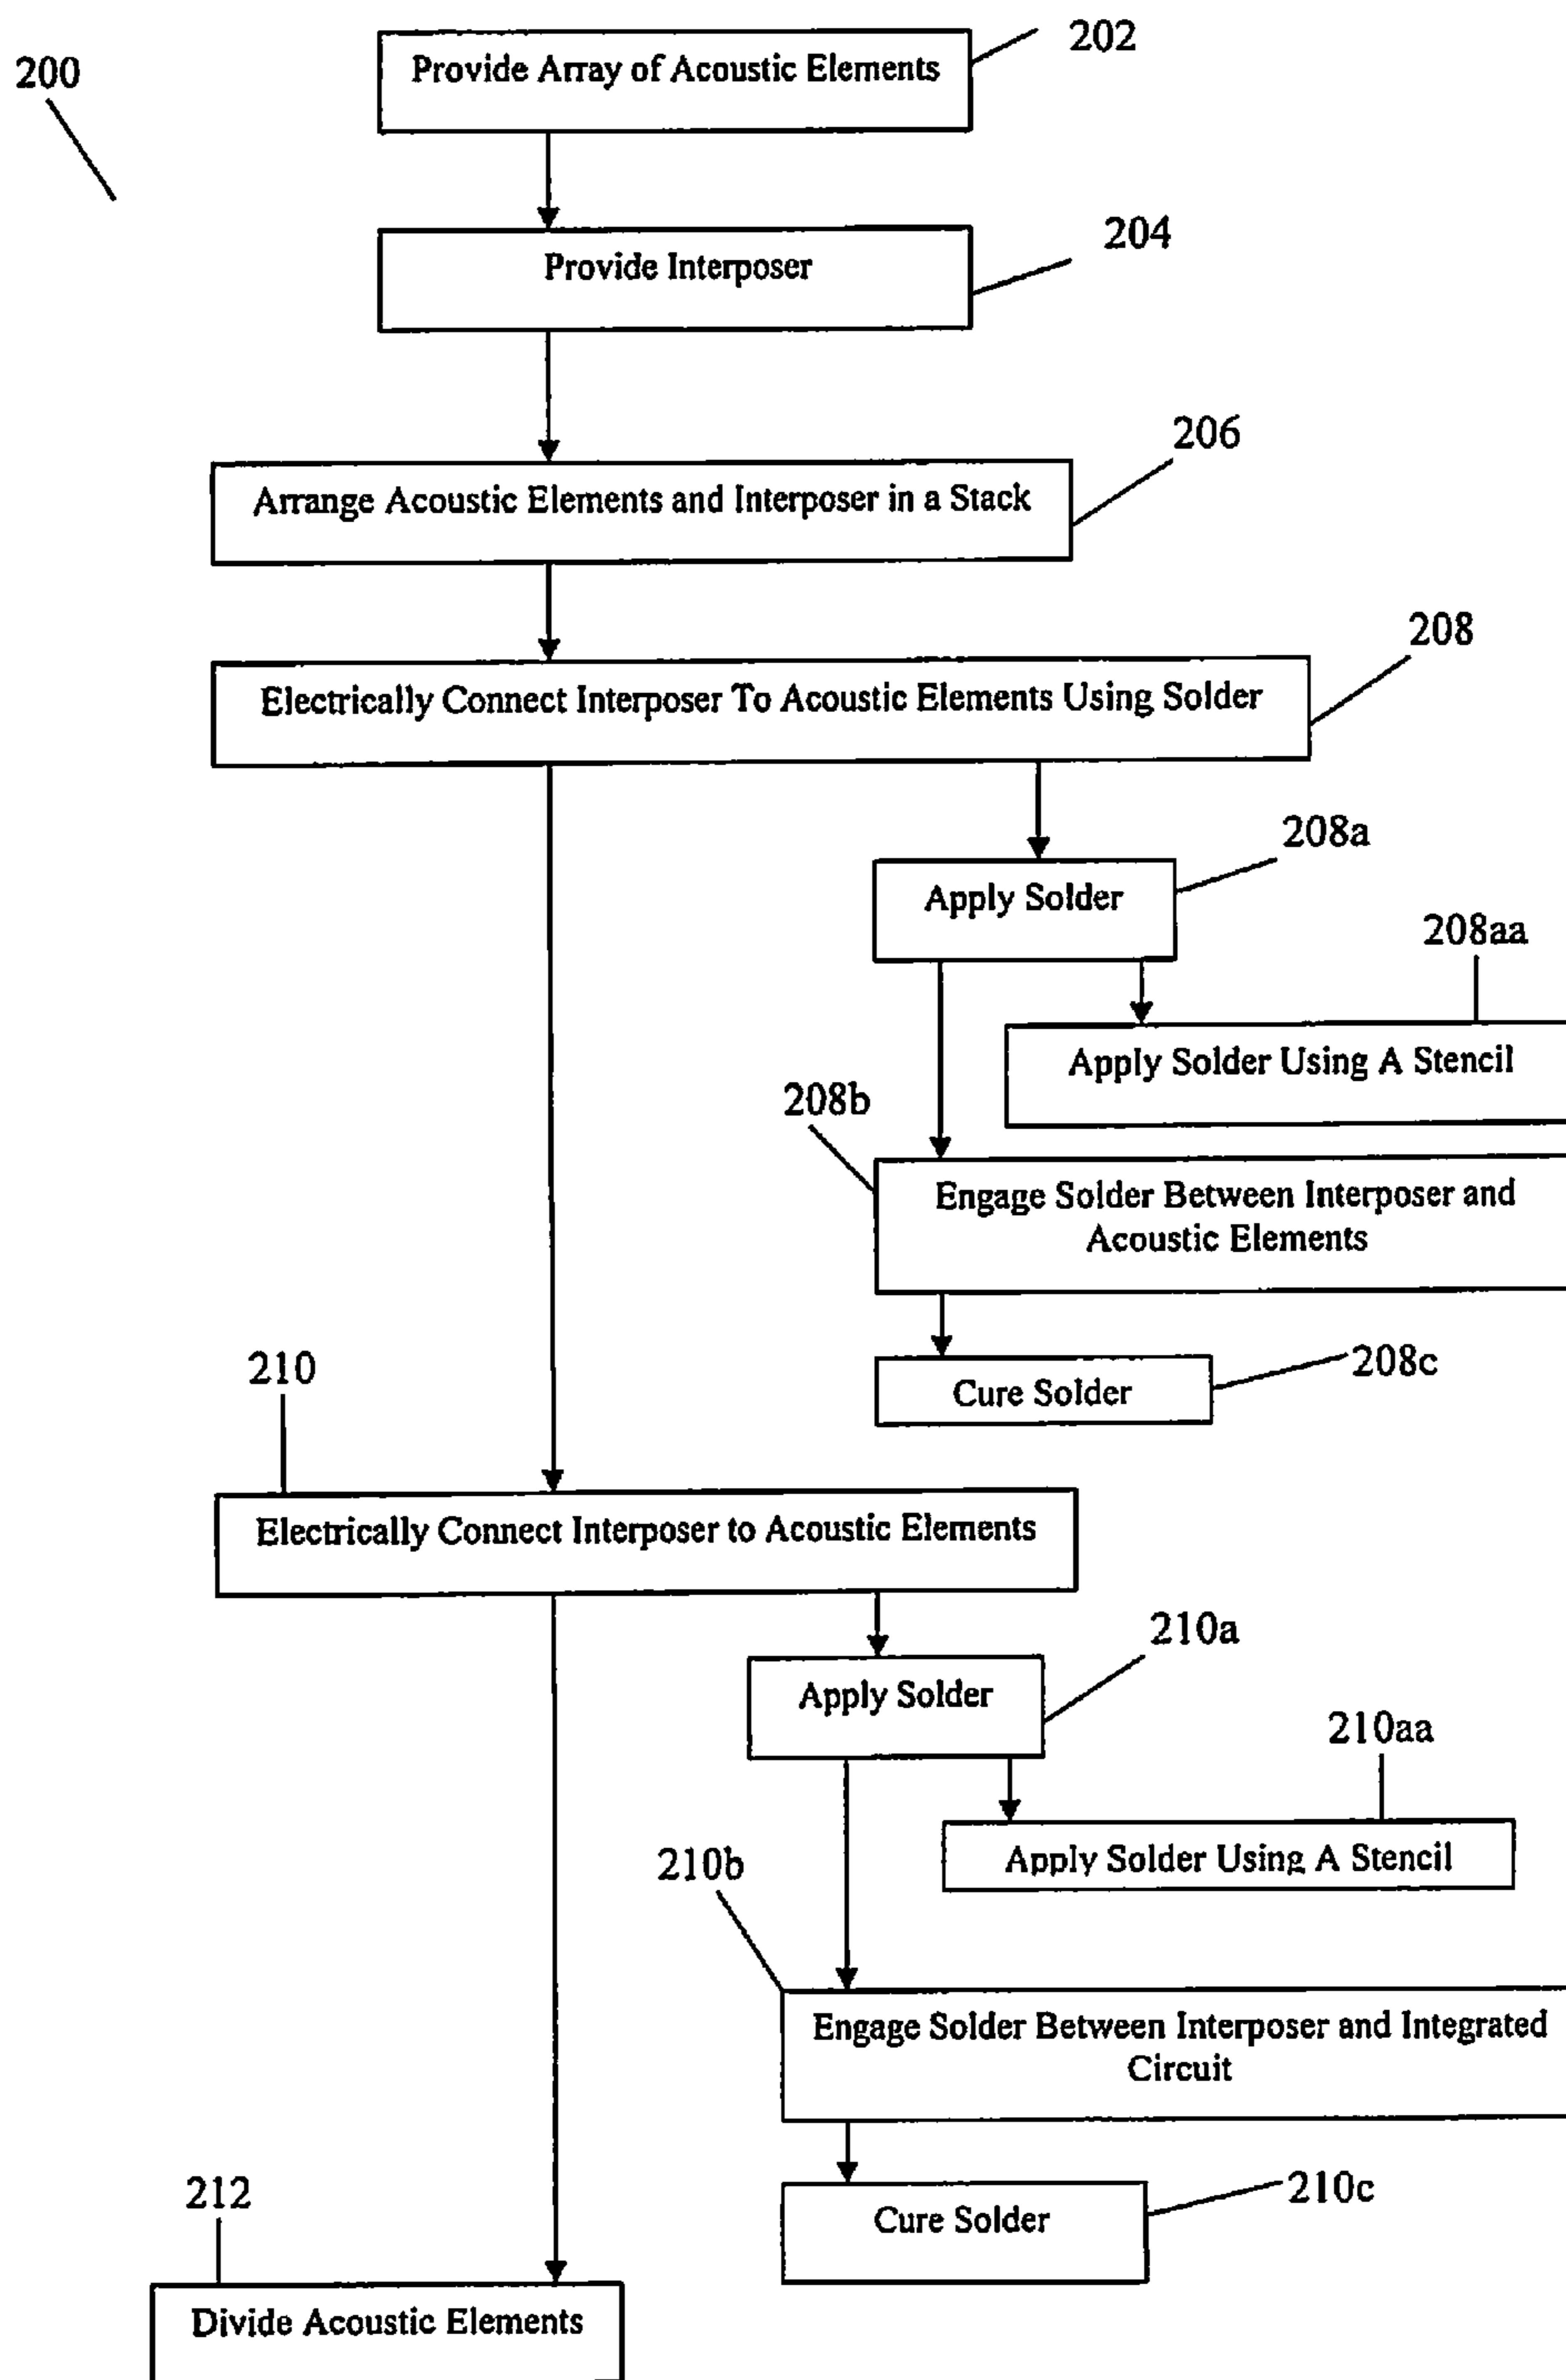 202
200
Provide Array of Acoustic Elements
204
Provide Interposer
206
Arrange Acoustic Elements and Interposer in a Stack
208
Electrically Connect Interposer To Acoustic Elements Using Solder
208a
Apply Solder
208aa
Apply Solder Using A Stencil
208b
Engage Solder Between Interposer and
Acoustic Elements
208c
Cure Solder
210
Electrically Connect Interposer to Acoustic Elements
210a
Apply Solder
210aa
Apply Solder Using A Stencil
210b
Engage Solder Between Interposer and Integrated
Circuit
210c
Cure Solder
212
Divide Acoustic Elements